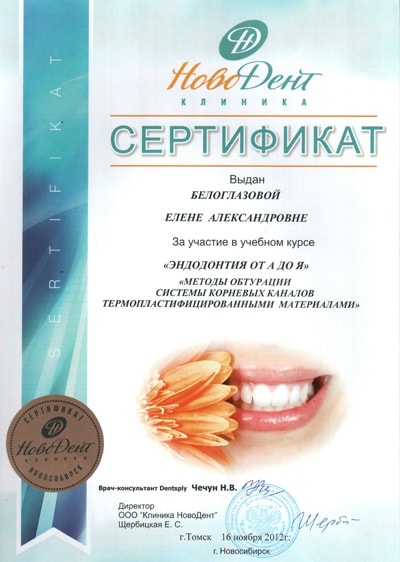 НовоДент
КЛИНИКА
СЕРТИФИКАТ
Выдан
БЕЛОГЛАЗОВОЙ
ЕЛЕНЕ АЛЕКСАНДРОВНЕ
За участие в учебном курсе
«ЭНДОДОНТИЯ ОТ А ДО Я»
«МЕТОДЫ ОБТУРАЦИИ
СИСТЕМЫ КОРНЕВЫХ КАНАЛОВ
ТЕРМОПЛАСТИФИЦИРОВАННЫМИ МАТЕРИАЛАМИ»
SERTIFIKAT
СЕРТИФИКАТ
НовоДент
КЛИНИКА
НОВОСИБИРСК
Врач-консультант Dentsply Чечун Н.В.
Директор
ООО "Клиника НовоДент"
Щербицкая Е. С.
г.Томск 16 ноября 2012г.
г. Новосибирск